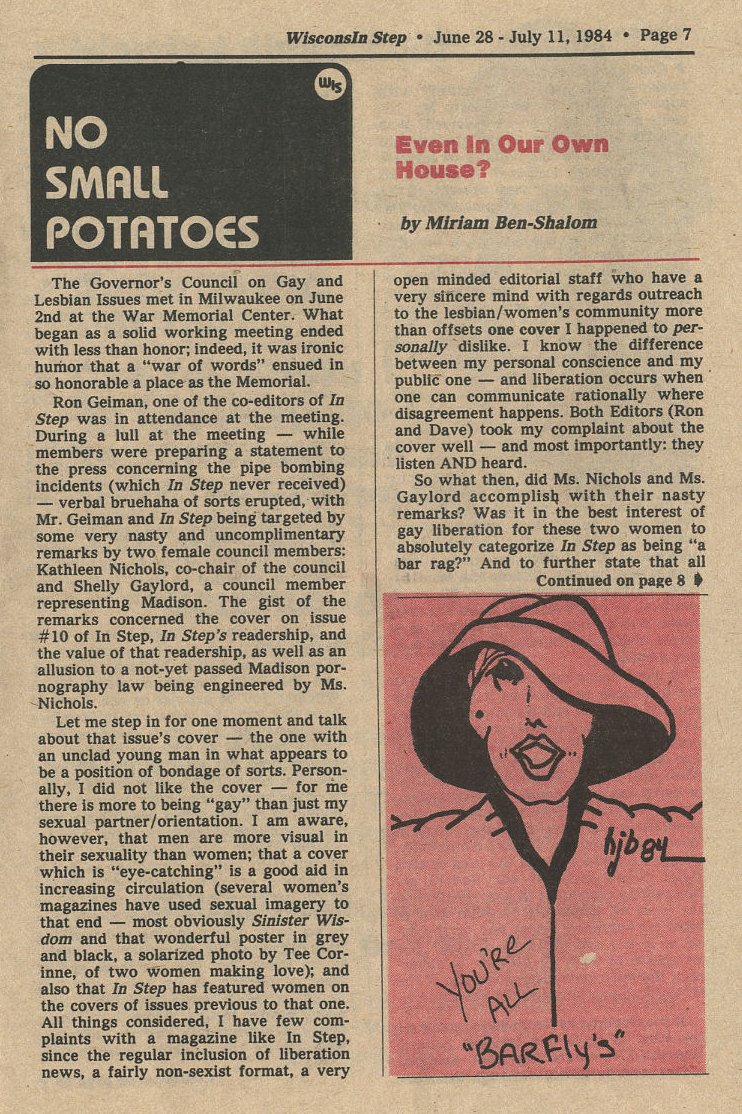 WisconsIn Step • June 28 - July 11, 1984 • Page 7
WIS
NO
SMALL
POTATOES
Even In Our Own
House?
by Miriam Ben-Shalom
The Governor's Council on Gay and
Lesbian Issues met in Milwaukee on June
2nd at the War Memorial Center. What
began as a solid working meeting ended
with less than honor; indeed, it was ironic
humor that a "war of words" ensued in
so honorable a place as the Memorial.
Ron Geiman, one of the co-editors of In
Step was in attendance at the meeting.
During a lull at the meeting — while
members were preparing a statement to
the press concerning the pipe bombing
incidents (which In Step never received)
— verbal bruehaha of sorts erupted, with
Mr. Geiman and In Step being targeted by
some very nasty and uncomplimentary
remarks by two female council members:
Kathleen Nichols, co-chair of the council
and Shelly Gaylord, a council member
representing Madison. The gist of the
remarks concerned the cover on issue
#10 of In Step, In Step's readership, and
the value of that readership, as well as an
allusion to a not-yet passed Madison por-
nography law being engineered by Ms.
Nichols.
Let me step in for one moment and talk
about that issue's cover — the one with
an unclad young man in what appears to
be a position of bondage of sorts. Person-
ally, I did not like the cover — for me
there is more to being "gay" than just my
sexual partner/orientation. I am aware,
however, that men are more visual in
their sexuality than women; that a cover
which is "eye-catching" is a good aid in
increasing circulation (several women's
magazines have used sexual imagery to
that end — most obviously Sinister Wis-
dom and that wonderful poster in grey
and black, a solarized photo by Tee Cor-
inne, of two women making love); and
also that In Step has featured women on
the covers of issues previous to that one.
All things considered, I have few com-
plaints with a magazine like In Step,
since the regular inclusion of liberation
news, a fairly non-sexist format, a very
open minded editorial staff who have a
very sincere mind with regards outreach
to the lesbian/women's community more
than offsets one cover I happened to per-
sonally dislike. I know the difference
between my personal conscience and my
public one — and liberation occurs when
one can communicate rationally where
disagreement happens. Both Editors (Ron
and Dave) took my complaint about the
cover well — and most importantly: they
listen AND heard.
So what then, did Ms. Nichols and Ms.
Gaylord accomplish with their nasty
remarks? Was it in the best interest of
gay liberation for these two women to
absolutely categorize In Step as being "a
bar rag?" And to further state that all
Continued on page 8
hjb84
YOU'RE
ALL
"BARFly's"